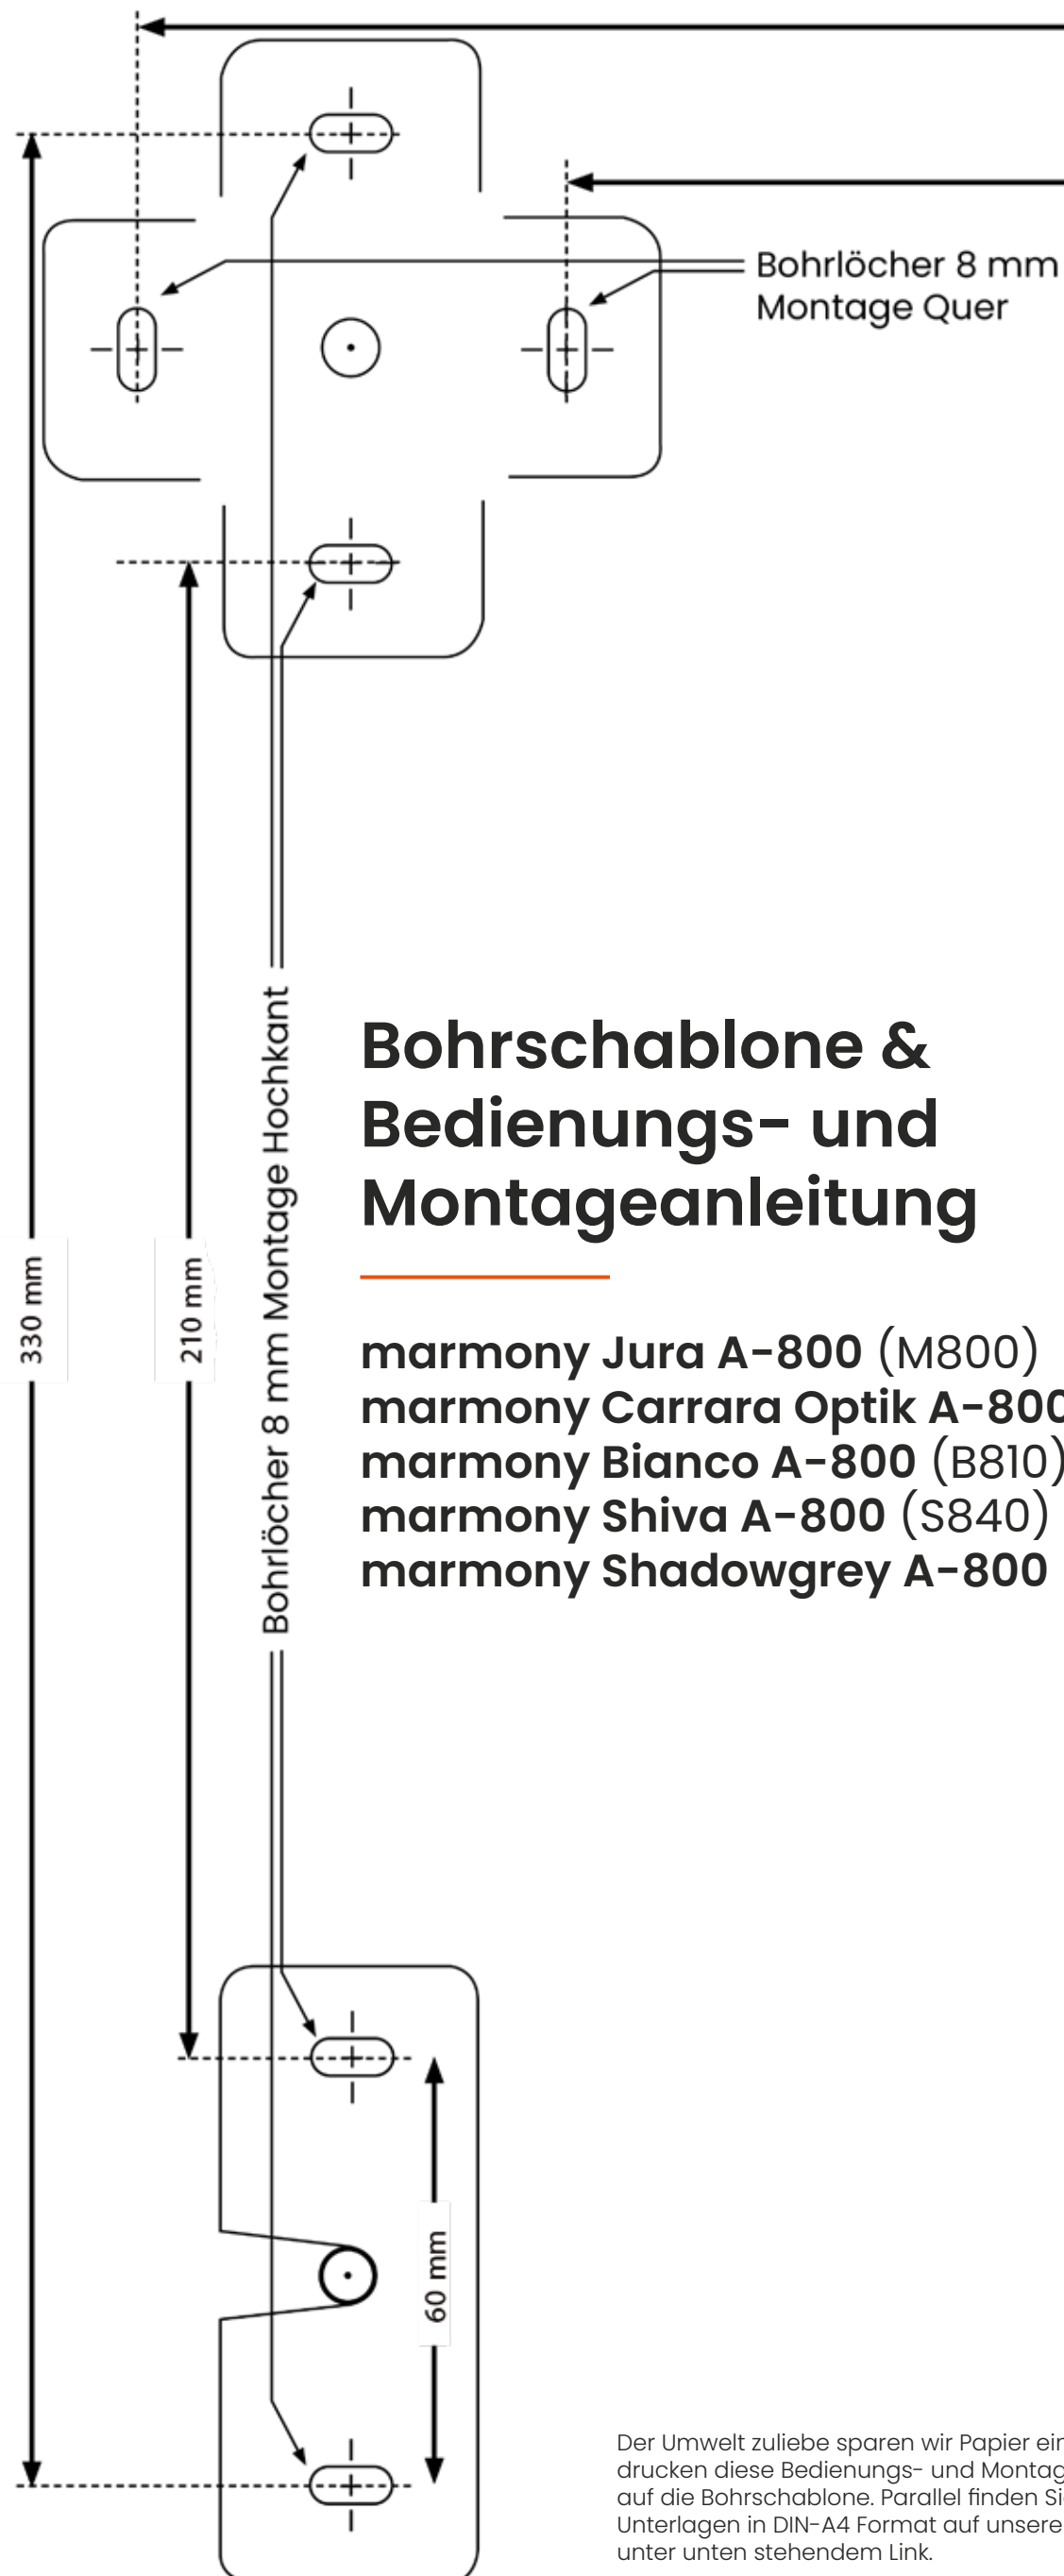 Bohrlöcher 8 mm
Montage Quer
Bohrlöcher 8 mm Montage Hochkant
Bohrschablone &
Bedienungs- und
Montageanleitung
330 mm
210 mm
marmony Jura A-800 (M800)
marmony Carrara Optik A-800
marmony Bianco A-800 (B810)
marmony Shiva A-800 (S840)
marmony Shadowgrey A-800
60 mm
Der Umwelt zuliebe sparen wir Papier ein
drucken diese Bedienungs- und Montag
auf die Bohrschablone. Parallel finden Si
Unterlagen in DIN-A4 Format auf unsere
unter unten stehendem Link.